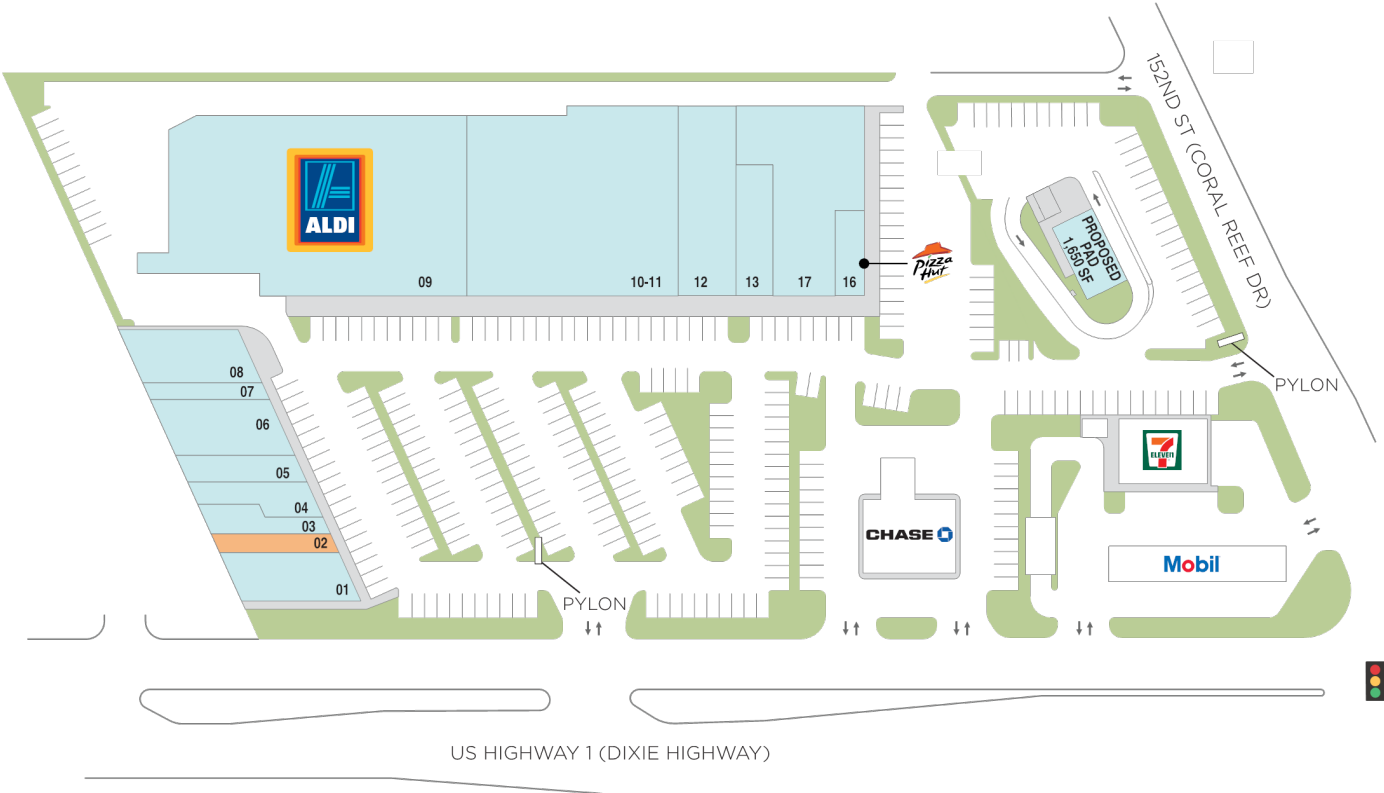 152ND ST (CORAL REEF DR)
ALDI
Pizza
Hut
PROPOSED
PAD
1,650 SF
09
10-11
12
13
17
16
08
07
06
05
04
03
02
01
PYLON
7
ELEVEN
CHASE
Mobil
PYLON
US HIGHWAY 1 (DIXIE HIGHWAY)